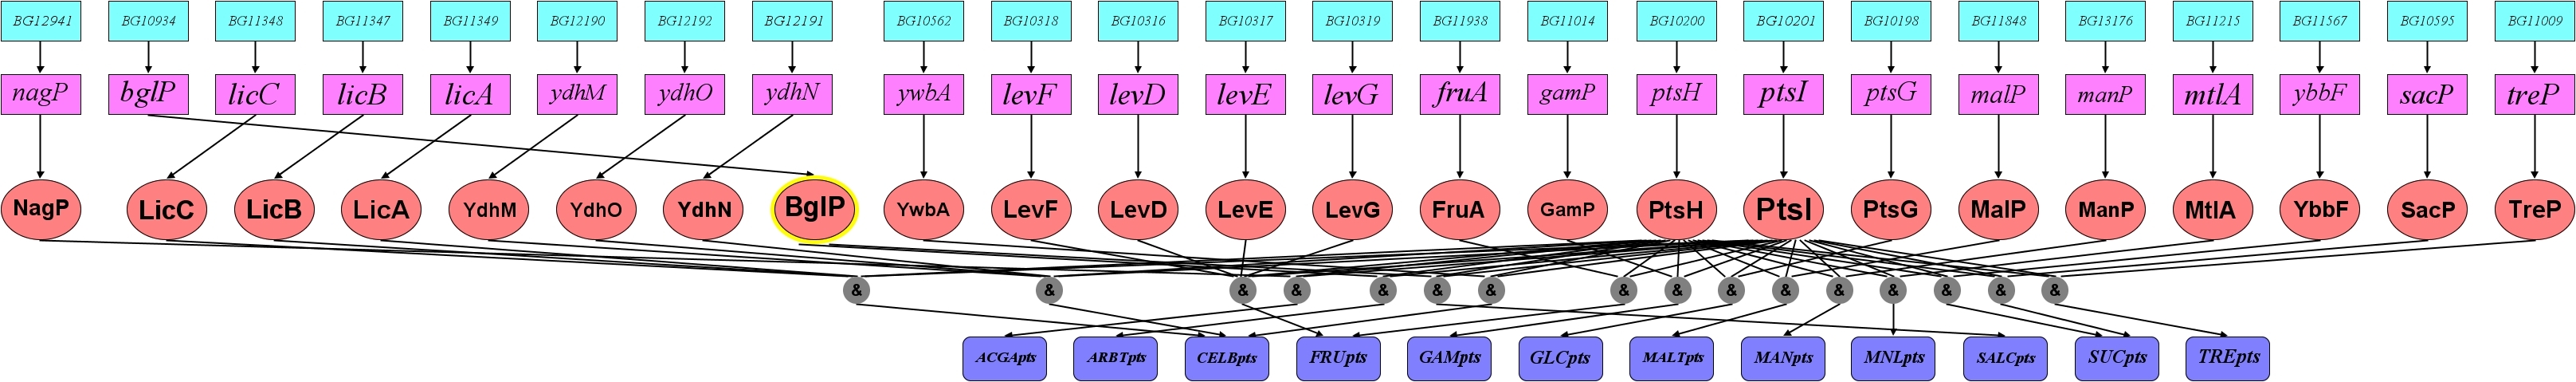 BG12941 BG10934 BG11348 BG11347 BG11349 BG12190 BG12192 BG12191 BG10562 BG10318 BG10316 BG10317 BG10319 BG11938 BG11014 BG10200 BG10201 BG10198 BG11848 BG13176 BG11215 BG11567 BG10595 BG11009
nagP bglP licC licB licA ydhM ydhO ydhN ywbA levF levD levE levG fruA gamP ptsH ptsI ptsG malP manP mtlA ybbF sacP treP
NagP LicC LicB LicA YdhM YdhO YdhN BglP YwbA LevF LevD LevE LevG FruA GamP PtsH PtsI PtsG MalP ManP MtlA YbbF SacP TreP
& & & & & & & & & & & & & & & &
ACGApts ARBTpts CELBpts FRUpts GAMpts GLCpts MALTpts MANpts MNLpts SALCpts SUCpts TREpts